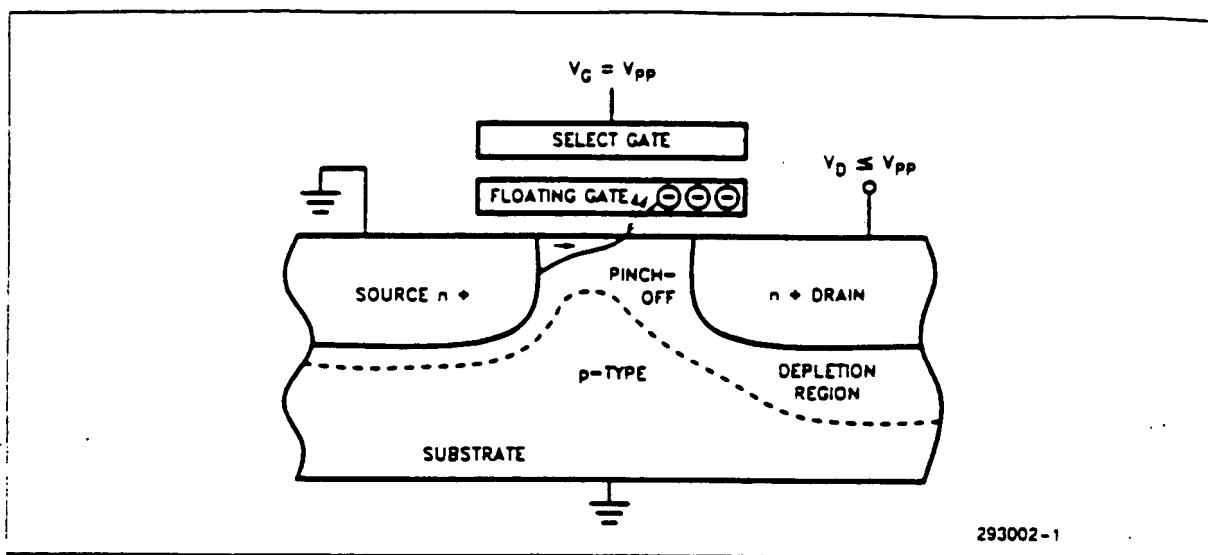 V_G = V_PP
SELECT GATE
V_D ≤ V_PP
FLOATING GATE
SOURCE n +
PINCH-
OFF
n + DRAIN
p-TYPE
DEPLETION
REGION
SUBSTRATE
293002-1